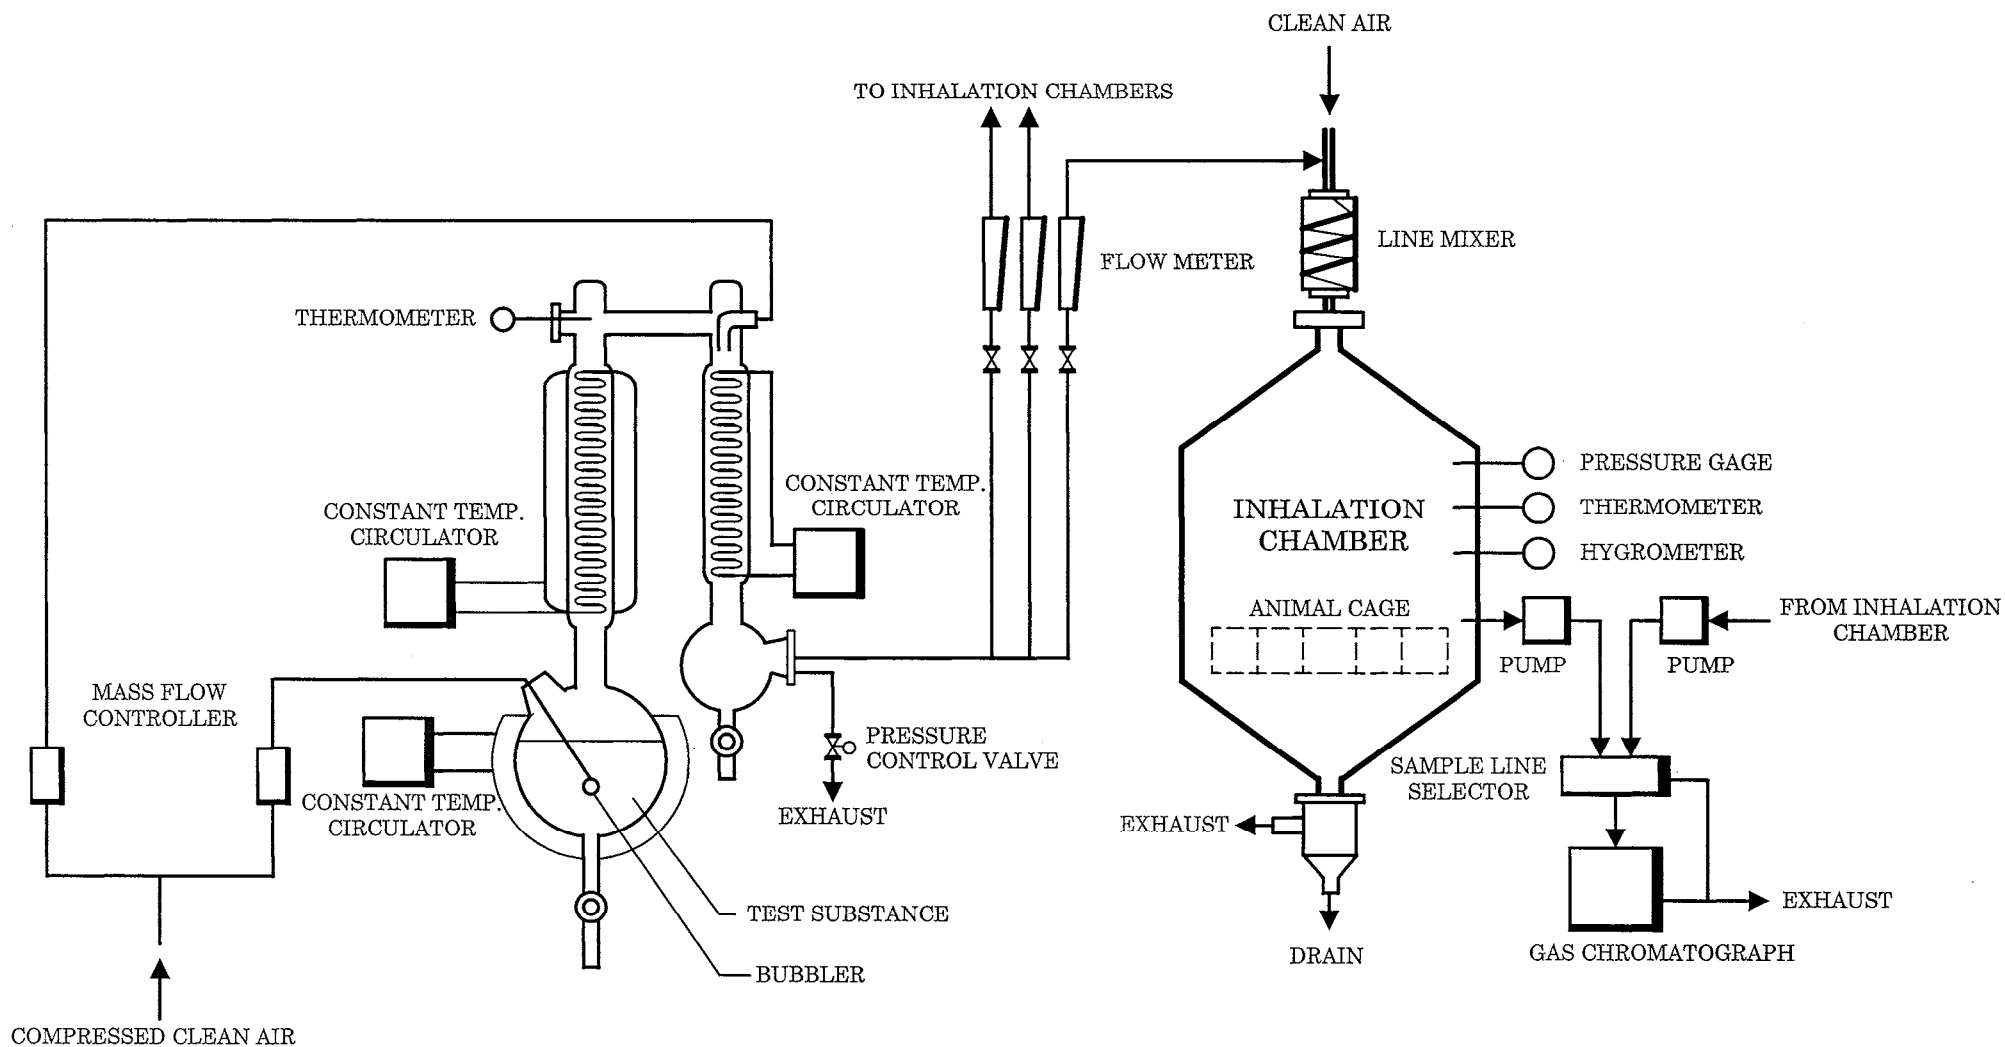 CLEAN AIR
TO INHALATION CHAMBERS
LINE MIXER
FLOW METER
THERMOMETER
PRESSURE GAGE
CONSTANT TEMP.
CIRCULATOR
THERMOMETER
INHALATION
CHAMBER
CONSTANT TEMP.
CIRCULATOR
HYGROMETER
ANIMAL CAGE
FROM INHALATION
CHAMBER
PUMP
PUMP
MASS FLOW
CONTROLLER
PRESSURE
CONTROL VALVE
SAMPLE LINE
SELECTOR
CONSTANT TEMP.
CIRCULATOR
EXHAUST
EXHAUST
EXHAUST
TEST SUBSTANCE
DRAIN
GAS CHROMATOGRAPH
BUBBLER
COMPRESSED CLEAN AIR